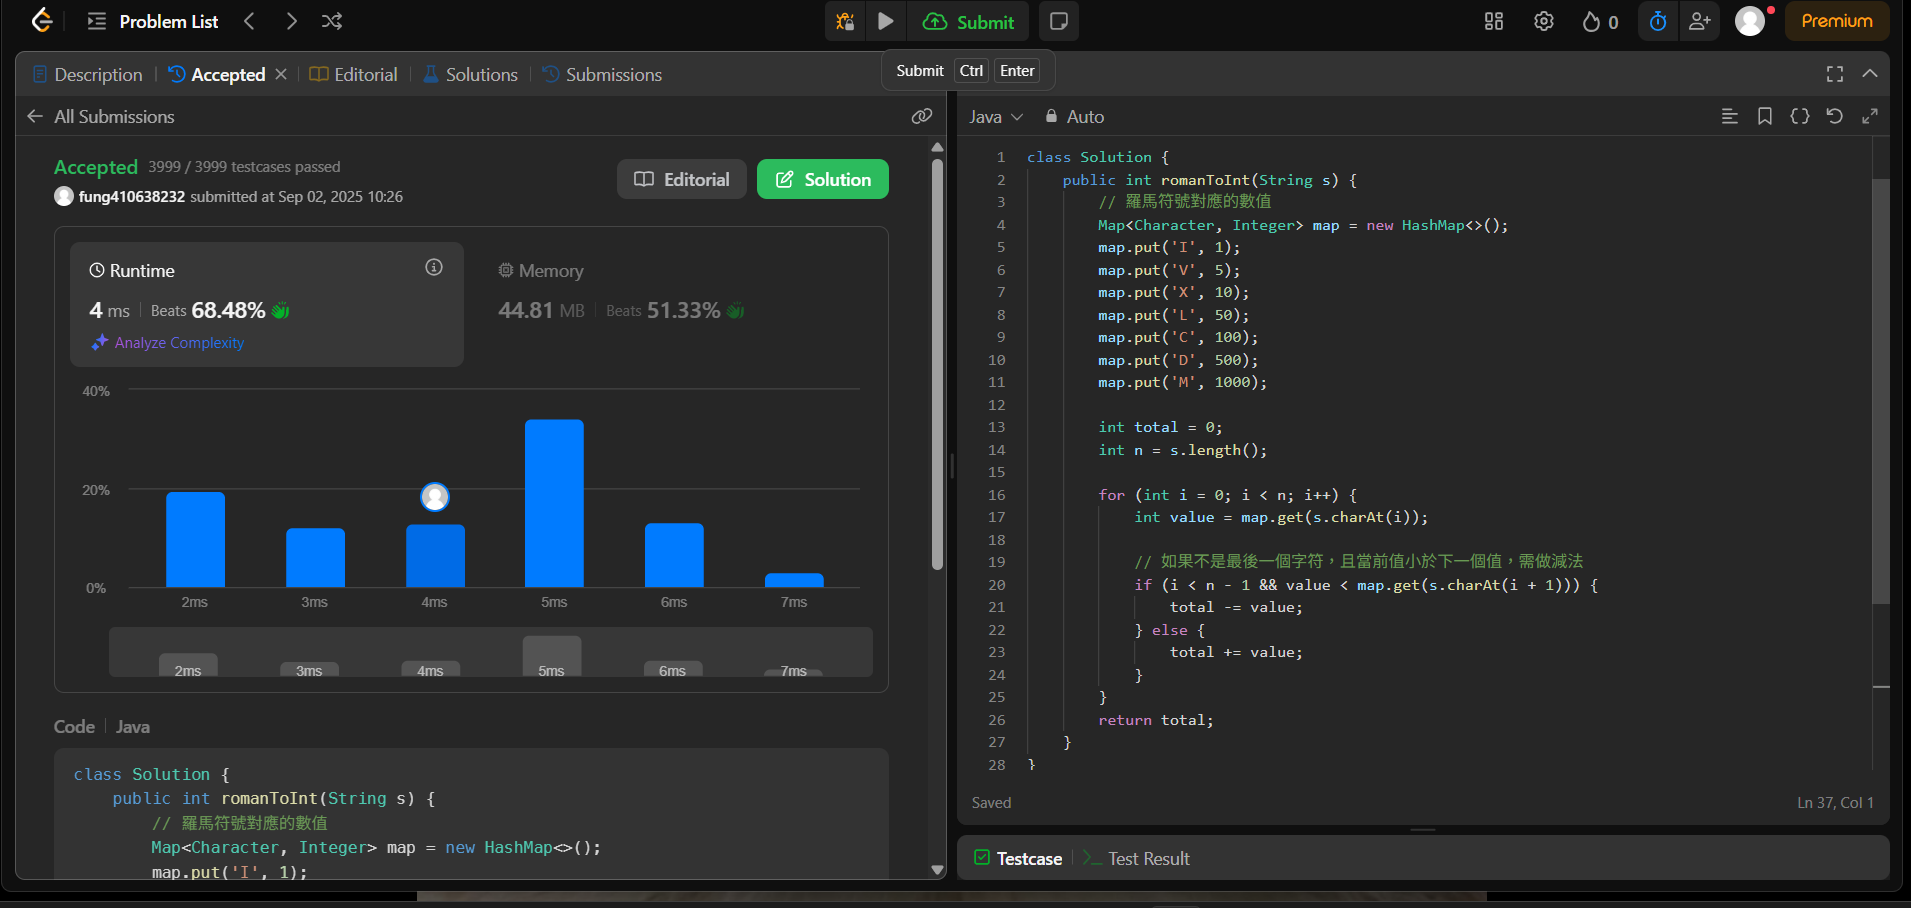 Problem List
Submit
0
Premium
Submit Ctrl Enter
Description
Accepted
Editorial
Solutions
Submissions
All Submissions
Accepted 3999 / 3999 testcases passed
fung410638232 submitted at Sep 02, 2025 10:26
Editorial
Solution
Runtime
4 ms Beats 68.48%
Analyze Complexity
Memory
44.81 MB Beats 51.33%
40%
20%
0%
2ms 3ms 4ms 5ms 6ms 7ms
2ms 3ms 4ms 5ms 6ms 7ms
Code Java
class Solution {
public int romanToInt(String s) {
// 羅馬符號對應的數值
Map<Character, Integer> map = new HashMap<>();
map.put('I', 1);
Java Auto
1 class Solution {
2 public int romanToInt(String s) {
3 // 羅馬符號對應的數值
4 Map<Character, Integer> map = new HashMap<>();
5 map.put('I', 1);
6 map.put('V', 5);
7 map.put('X', 10);
8 map.put('L', 50);
9 map.put('C', 100);
10 map.put('D', 500);
11 map.put('M', 1000);
12
13 int total = 0;
14 int n = s.length();
15
16 for (int i = 0; i < n; i++) {
17 int value = map.get(s.charAt(i));
18
19 // 如果不是最後一個字符，且當前值小於下一個值，需做減法
20 if (i < n - 1 && value < map.get(s.charAt(i + 1))) {
21 total -= value;
22 } else {
23 total += value;
24 }
25 }
26 return total;
27 }
28 }
Saved
Ln 37, Col 1
Testcase
Test Result